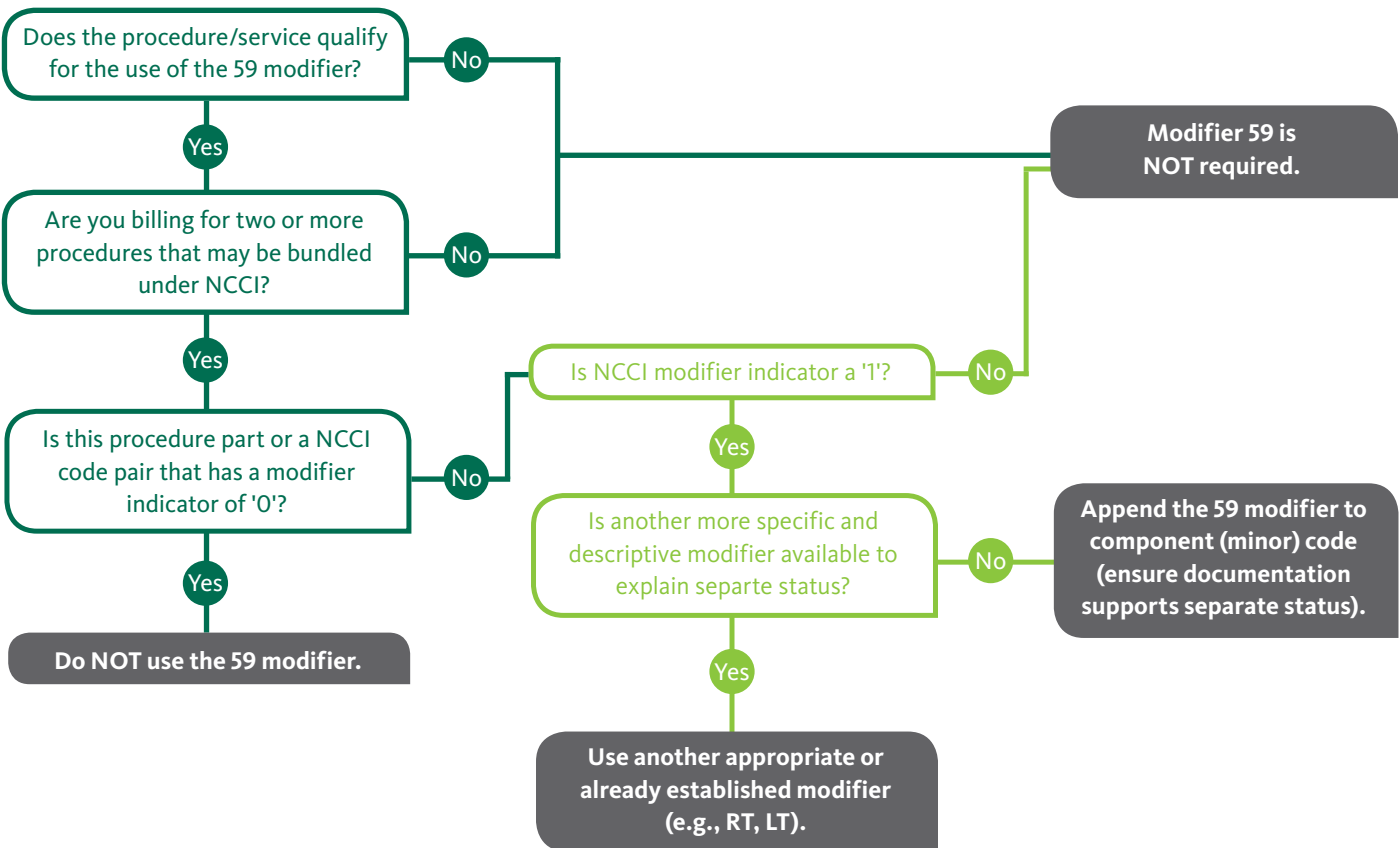 Does the procedure/service qualify
for the use of the 59 modifier?
No
Yes
Modifier 59 is
NOT required.
Are you billing for two or more
procedures that may be bundled
under NCCI?
No
Yes
Is NCCI modifier indicator a '1'?
No
Yes
Is this procedure part or a NCCI
code pair that has a modifier
indicator of '0'?
No
Yes
Do NOT use the 59 modifier.
Is another more specific and
descriptive modifier available to
explain separte status?
No
Yes
Append the 59 modifier to
component (minor) code
(ensure documentation
supports separate status).
Use another appropriate or
already established modifier
(e.g., RT, LT).